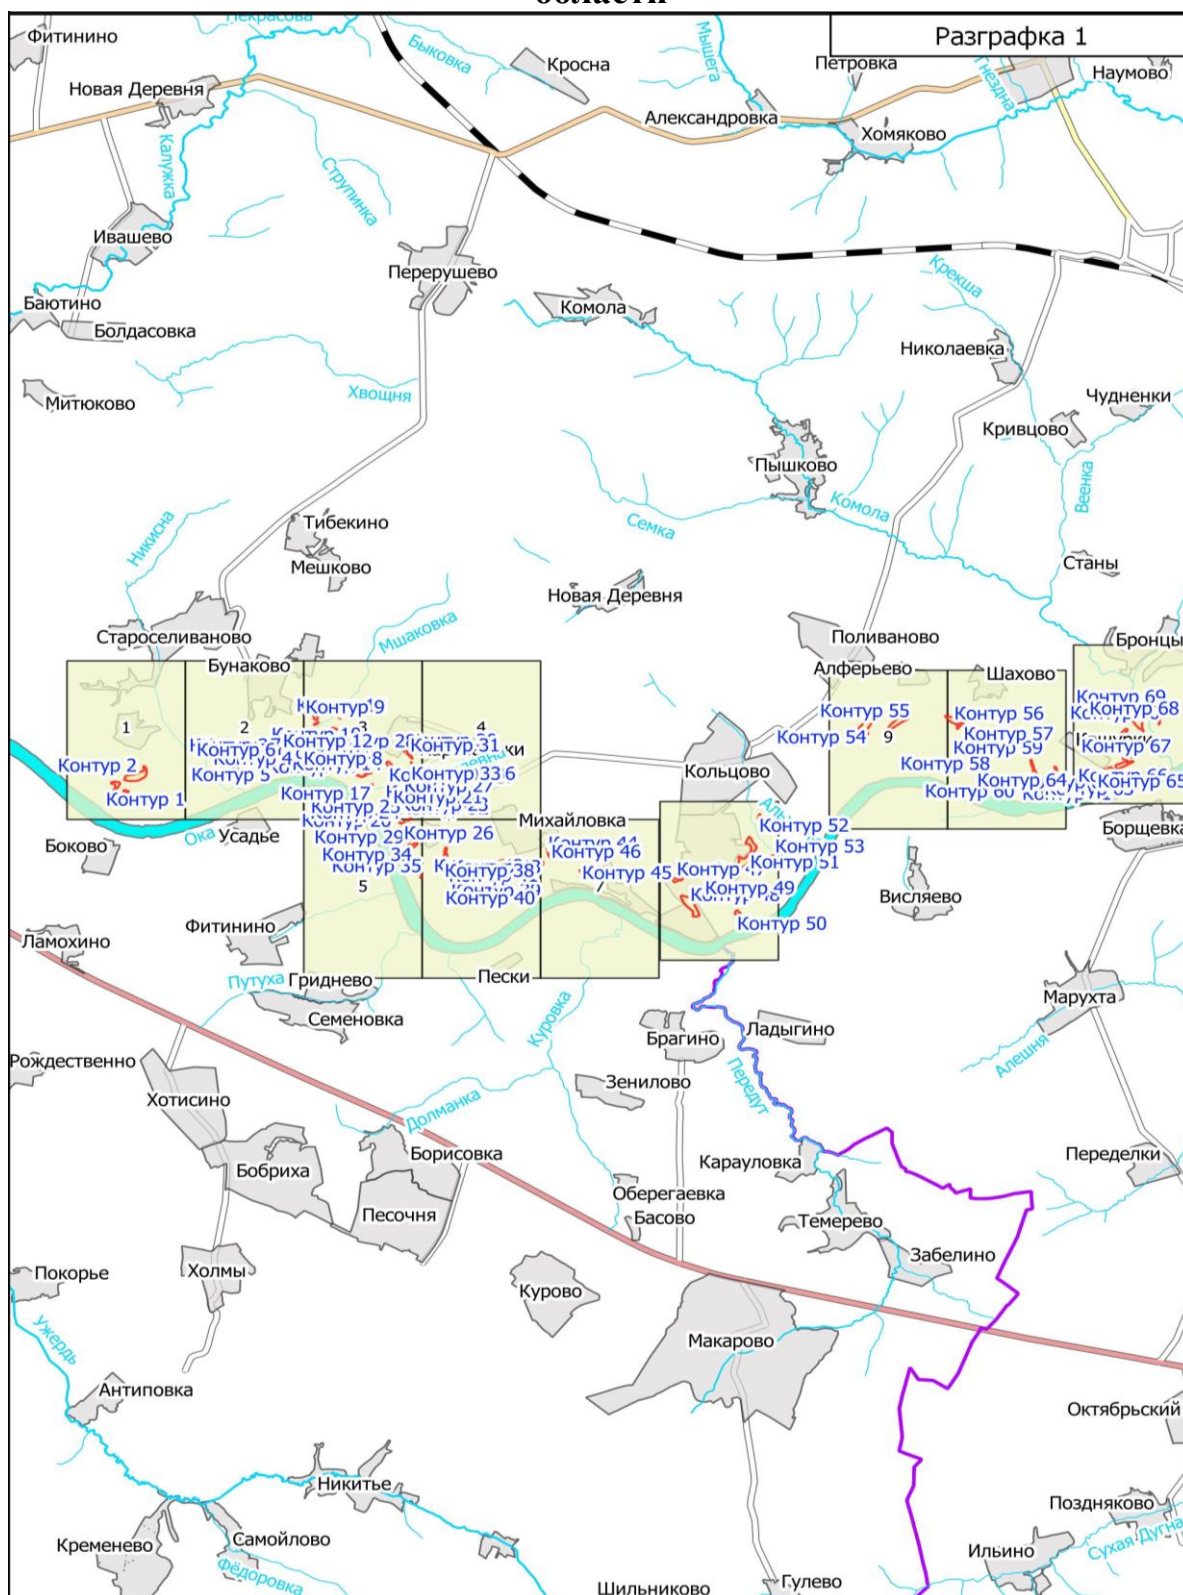 области
Разграфка 1
Некрасова
Фитинино
Быковка
Мышега
Кросна
Петровка
Гнездна
Наумово
Новая Деревня
Александровка
Хомяково
Калужка
Струпинка
Ивашево
Перерушево
Крекша
Баютино
Комола
Болдасовка
Николаевка
Хвощня
Митюково
Чудненки
Кривцово
Пышково
Веенка
Комола
Никисна
Тибекино
Семка
Мешково
Станы
Новая Деревня
Староселиваново
Мшаковка
Поливаново
Бронцы
Бунаково
Алферьево
Шахово
Контур 69
Контур 68
Контур 55
Контур 56
1
2
3
4
9
Контур 54
Контур 57
Контур 12
Контур 31
Контур 59
Контур 67
Контур 2
Контур 8
Контур 58
Кольцово
Контур 5
Контур 33
Контур 64
Контур 65
Контур 1
Контур 17
Контур 60
Михайловка
Контур 52
Борщевка
Ока
Усадье
Контур 29
Контур 26
Контур 53
Боково
Контур 34
Контур 46
Контур 51
Контур 35
Контур 38
Контур 45
5
7
Контур 49
Контур 40
Висляево
Контур 50
Фитинино
Ламохино
Путуха
Гриднево
Пески
Марухта
Семеновка
Куровка
Брагино
Ладыгино
Алешня
Рождественно
Передут
Зенилово
Хотисино
Долманка
Борисовка
Карауловка
Переделки
Бобриха
Оберегаевка
Песочня
Басово
Темерево
Забелино
Покорье
Холмы
Курово
Ужердь
Макарово
Антиповка
Октябрьский
Никитье
Поздняково
Самойлово
Сухая Дугна
Кременево
Ильино
Фёдоровка
Шильниково
Гулево